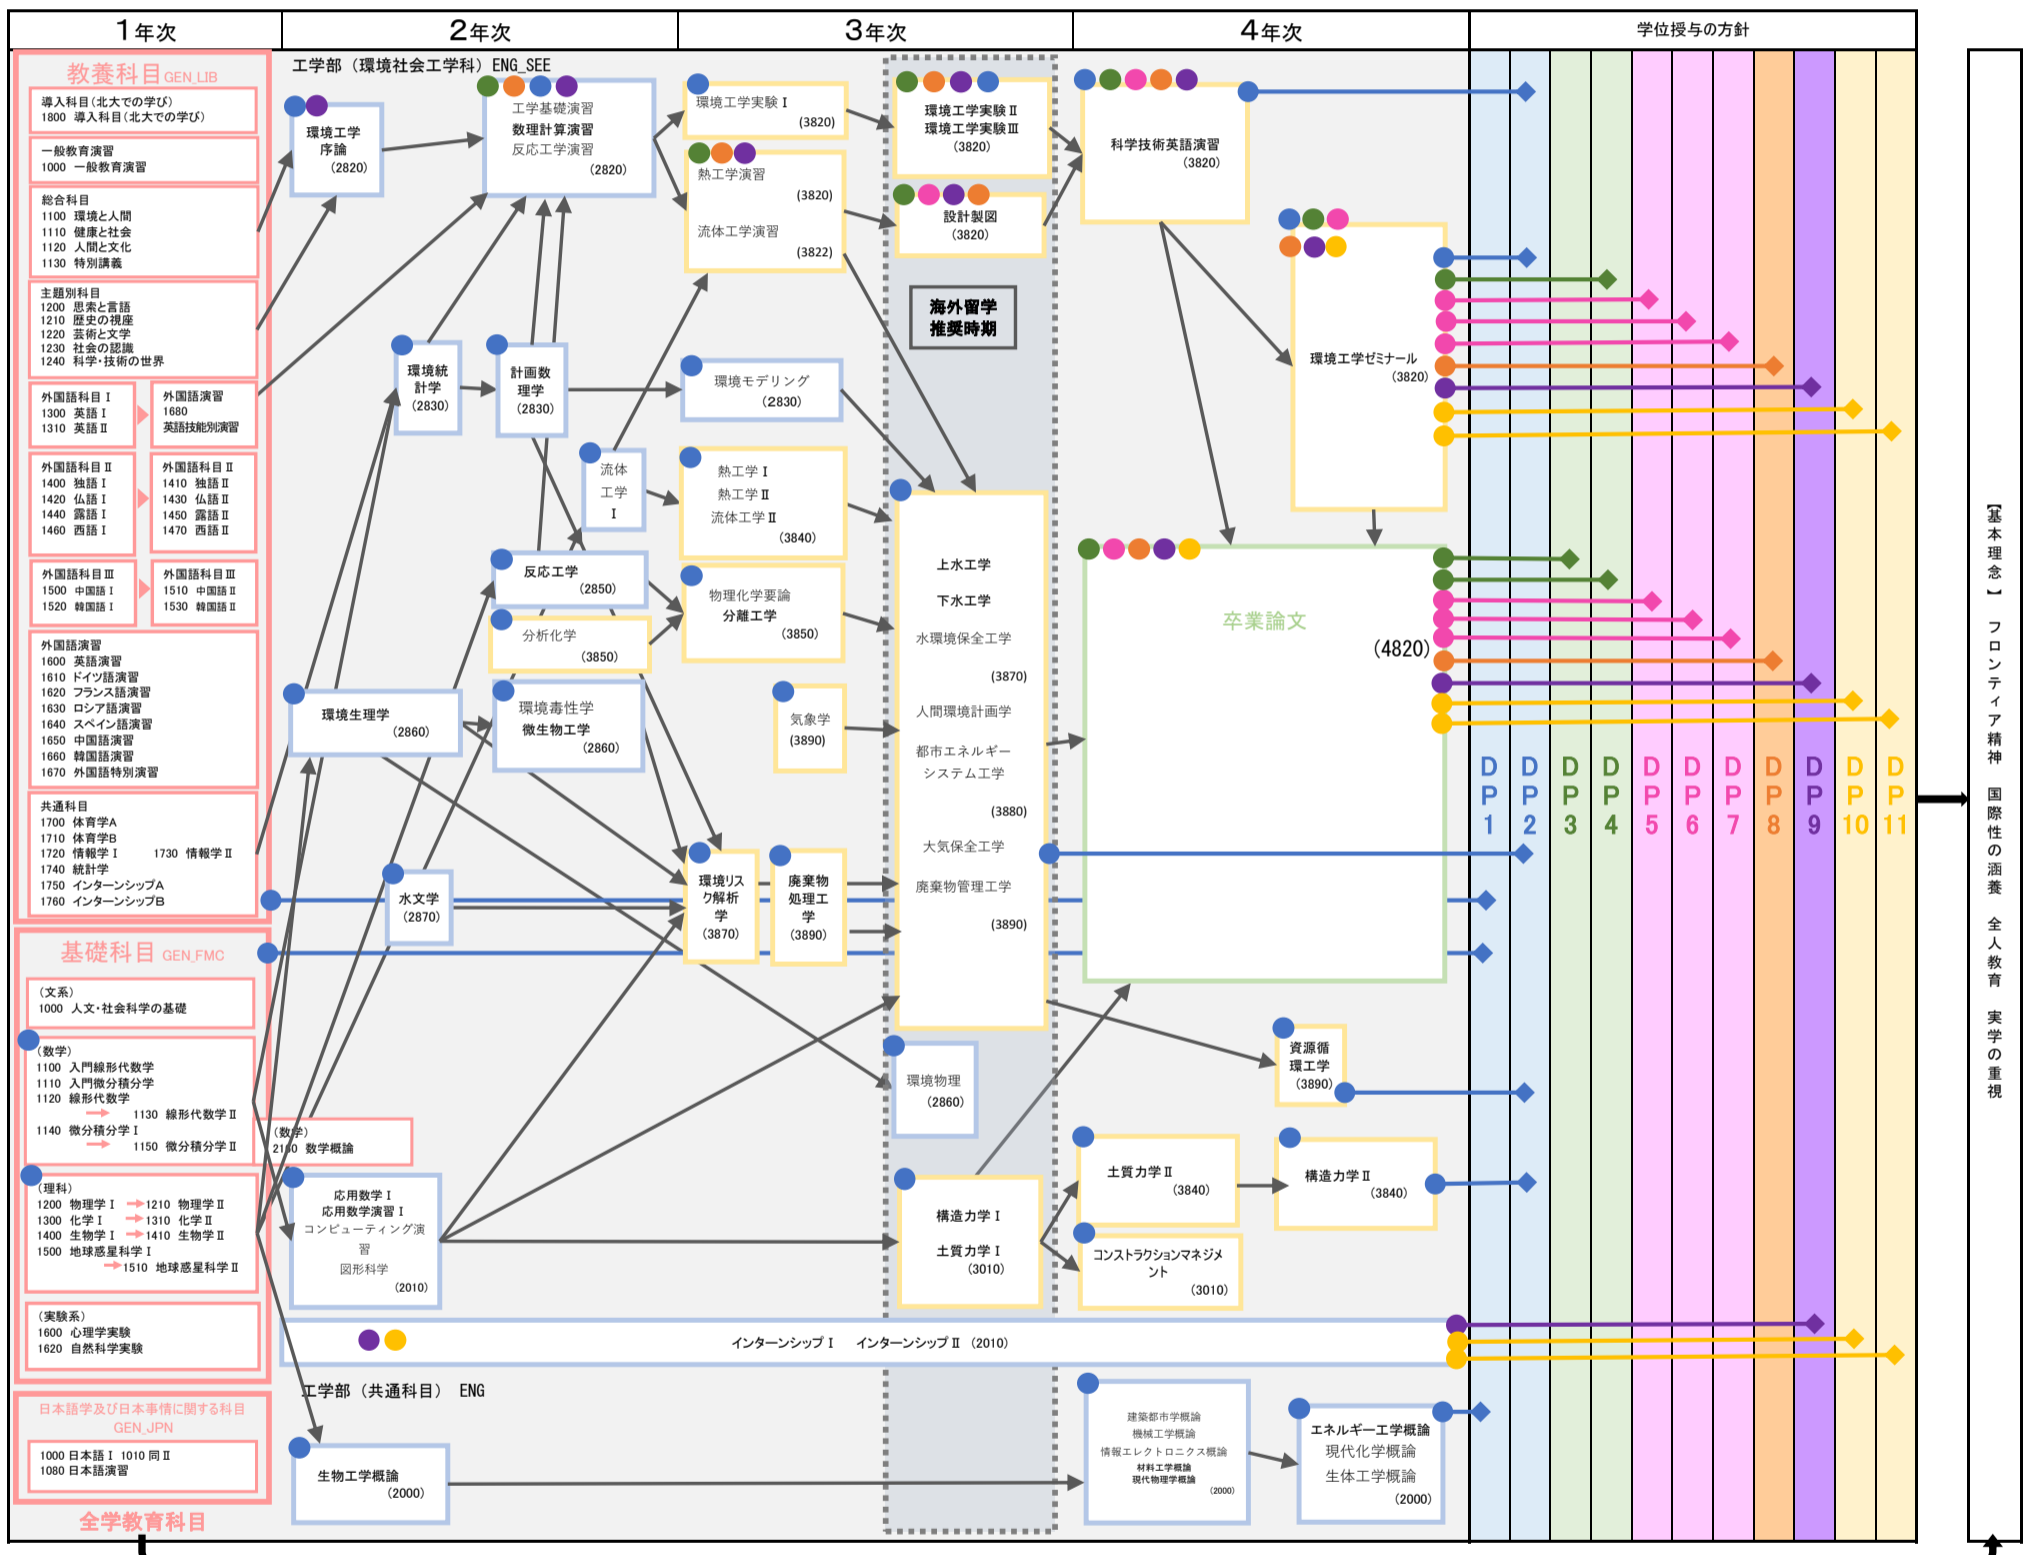 1年次
2年次
3年次
4年次
学位授与の方針
教養科目 GEN_LIB
導入科目(北大での学び)
1800 導入科目(北大での学び)
一般教育演習
1000 一般教育演習
総合科目
1100 環境と人間
1110 健康と社会
1120 人間と文化
1130 特別講義
主題別科目
1200 思索と言語
1210 歴史の視座
1220 芸術と文学
1230 社会の認識
1240 科学・技術の世界
外国語科目Ⅰ
1300 英語Ⅰ
1310 英語Ⅱ
外国語演習
1680
英語技能別演習
外国語科目Ⅱ
1400 独語Ⅰ
1420 仏語Ⅰ
1440 露語Ⅰ
1460 西語Ⅰ
外国語科目Ⅱ
1410 独語Ⅱ
1430 仏語Ⅱ
1450 露語Ⅱ
1470 西語Ⅱ
外国語科目Ⅲ
1500 中国語Ⅰ
1520 韓国語Ⅰ
外国語科目Ⅲ
1510 中国語Ⅱ
1530 韓国語Ⅱ
外国語演習
1600 英語演習
1610 ドイツ語演習
1620 フランス語演習
1630 ロシア語演習
1640 スペイン語演習
1650 中国語演習
1660 韓国語演習
1670 外国語特別演習
共通科目
1700 体育学A
1710 体育学B
1720 情報学Ⅰ 1730 情報学Ⅱ
1740 統計学
1750 インターンシップA
1760 インターンシップB
基礎科目 GEN_FMC
(文系)
1000 人文・社会科学の基礎
(数学)
1100 入門線形代数学
1110 入門微分積分学
1120 線形代数学
1130 線形代数学Ⅱ
1140 微分積分学Ⅰ
1150 微分積分学Ⅱ
(数学)
2130 数学概論
(理科)
1200 物理学Ⅰ 1210 物理学Ⅱ
1300 化学Ⅰ 1310 化学Ⅱ
1400 生物学Ⅰ 1410 生物学Ⅱ
1500 地球惑星科学Ⅰ
1510 地球惑星科学Ⅱ
(実験系)
1600 心理学実験
1620 自然科学実験
日本語学及び日本事情に関する科目
GEN_JPN
1000 日本語Ⅰ 1010 同Ⅱ
1080 日本語演習
全学教育科目
工学部(環境社会工学科)ENG_SEE
環境工学
序論
(2820)
工学基礎演習
数理計算演習
反応工学演習
(2820)
環境統
計学
(2830)
計画数
理学
(2830)
流体
工学
Ⅰ
反応工学
(2850)
分析化学
(3850)
環境生理学
(2860)
環境毒性学
微生物工学
(2860)
水文学
(2870)
応用数学Ⅰ
応用数学演習Ⅰ
コンピューティング演
習
図形科学
(2010)
環境工学実験Ⅰ
(3820)
熱工学演習
(3820)
流体工学演習
(3822)
環境モデリング
(2830)
熱工学Ⅰ
熱工学Ⅱ
流体工学Ⅱ
(3840)
物理化学要論
分離工学
(3850)
気象学
(3890)
環境リス
ク解析
学
(3870)
廃棄物
処理工
学
(3890)
環境工学実験Ⅱ
環境工学実験Ⅲ
(3820)
設計製図
(3820)
海外留学
推奨時期
上水工学
下水工学
水環境保全工学
(3870)
人間環境計画学
都市エネルギー
システム工学
(3880)
大気保全工学
廃棄物管理工学
(3890)
環境物理
(2860)
構造力学Ⅰ
土質力学Ⅰ
(3010)
科学技術英語演習
(3820)
環境工学ゼミナール
(3820)
卒業論文
(4820)
資源循
環工学
(3890)
土質力学Ⅱ
(3840)
構造力学Ⅱ
(3840)
コンストラクションマネジメ
ント
(3010)
インターンシップⅠ インターンシップⅡ (2010)
工学部(共通科目) ENG
生物工学概論
(2000)
建築都市学概論
機械工学概論
情報エレクトロニクス概論
材料工学概論
現代物理学概論
(2000)
エネルギー工学概論
現代化学概論
生体工学概論
(2000)
DP1
DP2
DP3
DP4
DP5
DP6
DP7
DP8
DP9
DP10
DP11
【基本理念】 フロンティア精神 国際性の涵養 全人教育 実学の重視